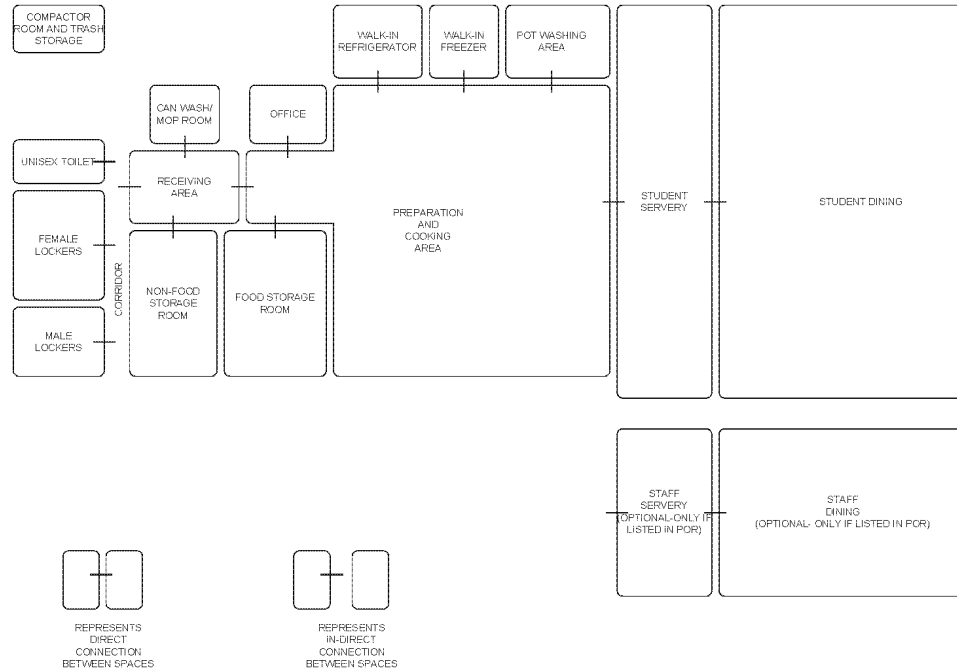 COMPACTOR
ROOM AND TRASH
STORAGE
WALK-IN
REFRIGERATOR
WALK-IN
FREEZER
POT WASHING
AREA
CAN WASH/
MOP ROOM
OFFICE
UNISEX TOILET
RECEIVING
AREA
STUDENT
SERVERY
STUDENT DINING
PREPARATION
AND
COOKING
AREA
FEMALE
LOCKERS
CORRIDOR
NON-FOOD
STORAGE
ROOM
FOOD STORAGE
ROOM
MALE
LOCKERS
STAFF
SERVERY
(OPTIONAL-ONLY IF
LISTED IN POR)
STAFF
DINING
(OPTIONAL- ONLY IF LISTED IN POR)
REPRESENTS
DIRECT
CONNECTION
BETWEEN SPACES
REPRESENTS
IN-DIRECT
CONNECTION
BETWEEN SPACES